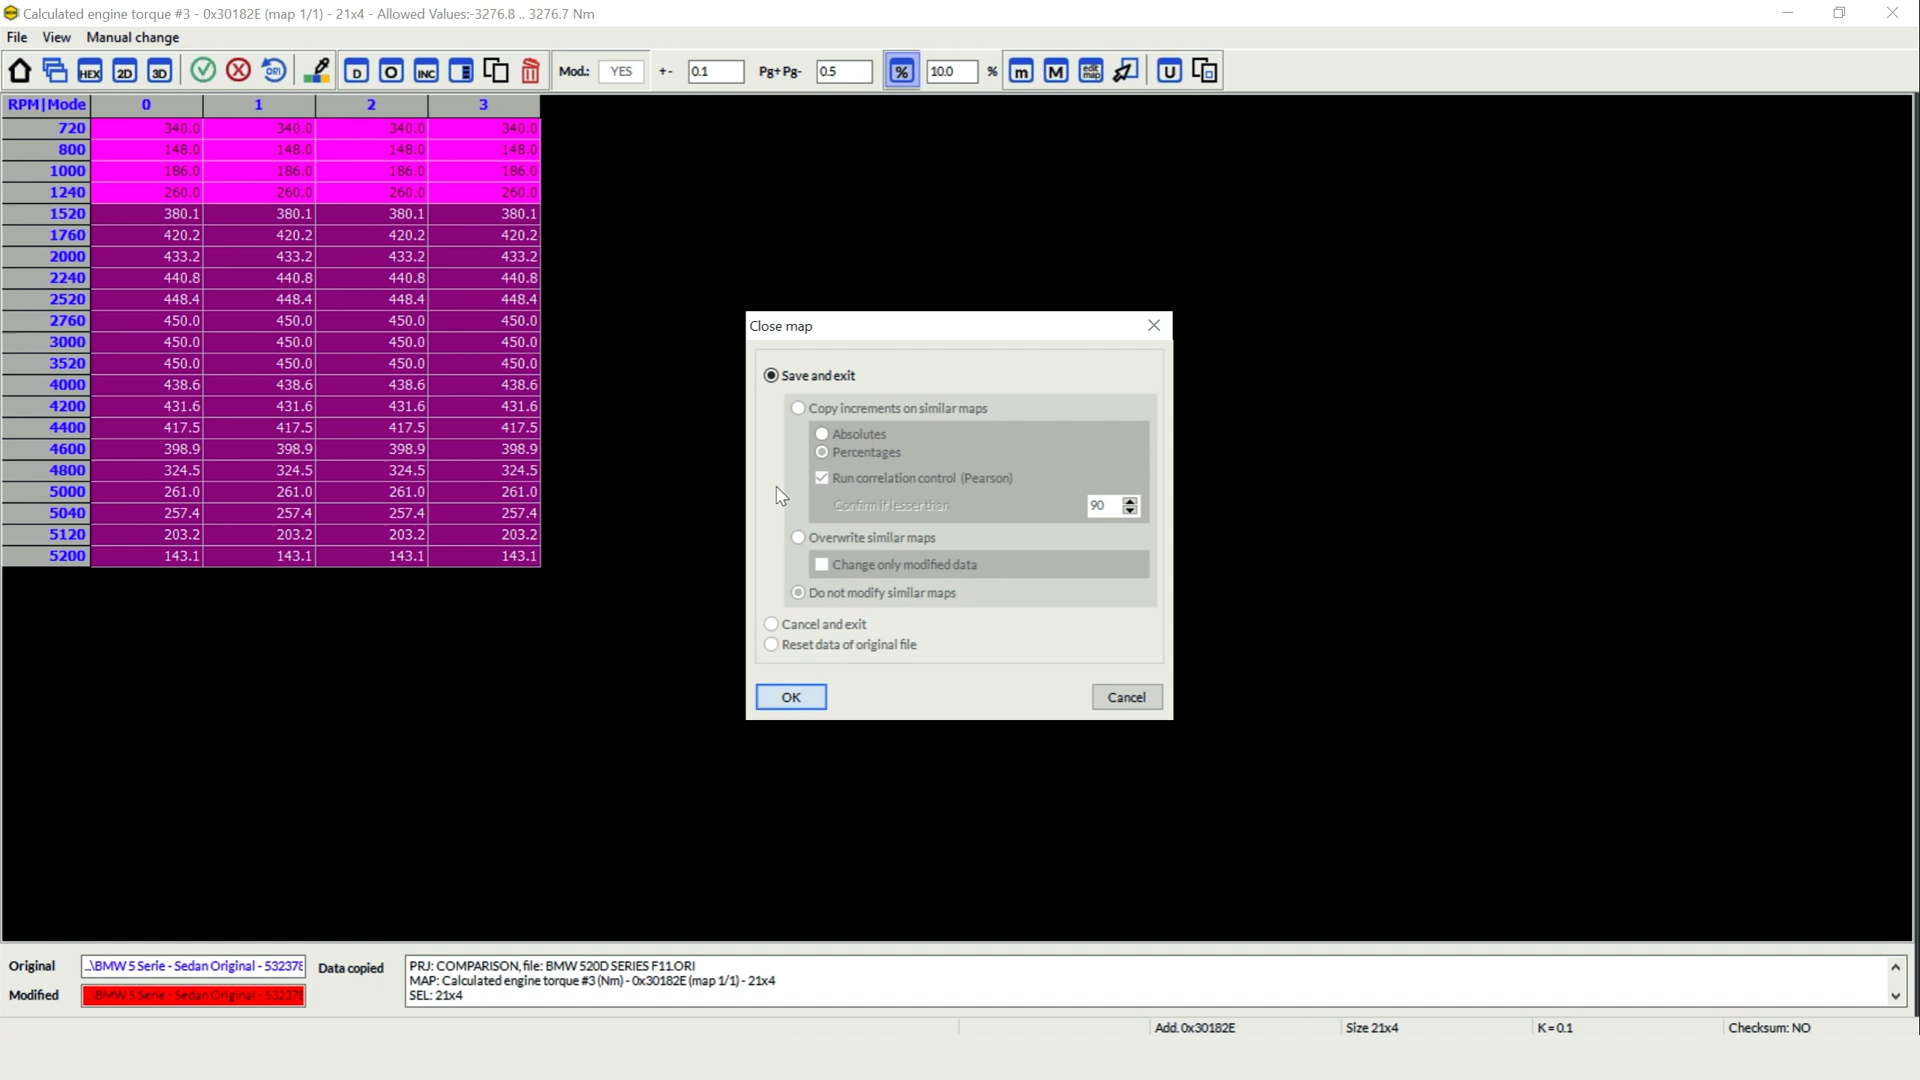 Calculated engine torque #3 - 0x30182E (map 1/1) - 21x4 - Allowed Values:-3276.8 .. 3276.7 Nm
File View Manual change
HEX 2D 3D ORI D O INC Mod.: YES +- 0.1 Pg+Pg- 0.5 % 10.0 % m M edit map U
RPM|Mode 0 1 2 3
720 340.0 340.0 340.0 340.0
800 148.0 148.0 148.0 148.0
1000 186.0 186.0 186.0 186.0
1240 260.0 260.0 260.0 260.0
1520 380.1 380.1 380.1 380.1
1760 420.2 420.2 420.2 420.2
2000 433.2 433.2 433.2 433.2
2240 440.8 440.8 440.8 440.8
2520 448.4 448.4 448.4 448.4
2760 450.0 450.0 450.0 450.0
3000 450.0 450.0 450.0 450.0
3520 450.0 450.0 450.0 450.0
4000 438.6 438.6 438.6 438.6
4200 431.6 431.6 431.6 431.6
4400 417.5 417.5 417.5 417.5
4600 398.9 398.9 398.9 398.9
4800 324.5 324.5 324.5 324.5
5000 261.0 261.0 261.0 261.0
5040 257.4 257.4 257.4 257.4
5120 203.2 203.2 203.2 203.2
5200 143.1 143.1 143.1 143.1
Close map
Save and exit
Copy increments on similar maps
Absolutes
Percentages
Run correlation control (Pearson)
Confirm if lesser than 90
Overwrite similar maps
Change only modified data
Do not modify similar maps
Cancel and exit
Reset data of original file
OK Cancel
Original ..\BMW 5 Serie - Sedan Original - 532378 Data copied
Modified \BMW 5 Serie - Sedan Original - 532378
PRJ: COMPARISON, file: BMW 520D SERIES F11.ORI
MAP: Calculated engine torque #3 (Nm) - 0x30182E (map 1/1) - 21x4
SEL: 21x4
Add. 0x30182E Size 21x4 K = 0.1 Checksum: NO